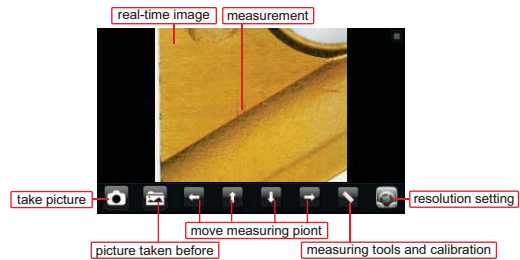 real-time image
measurement
take picture
resolution setting
move measuring piont
picture taken before
measuring tools and calibration